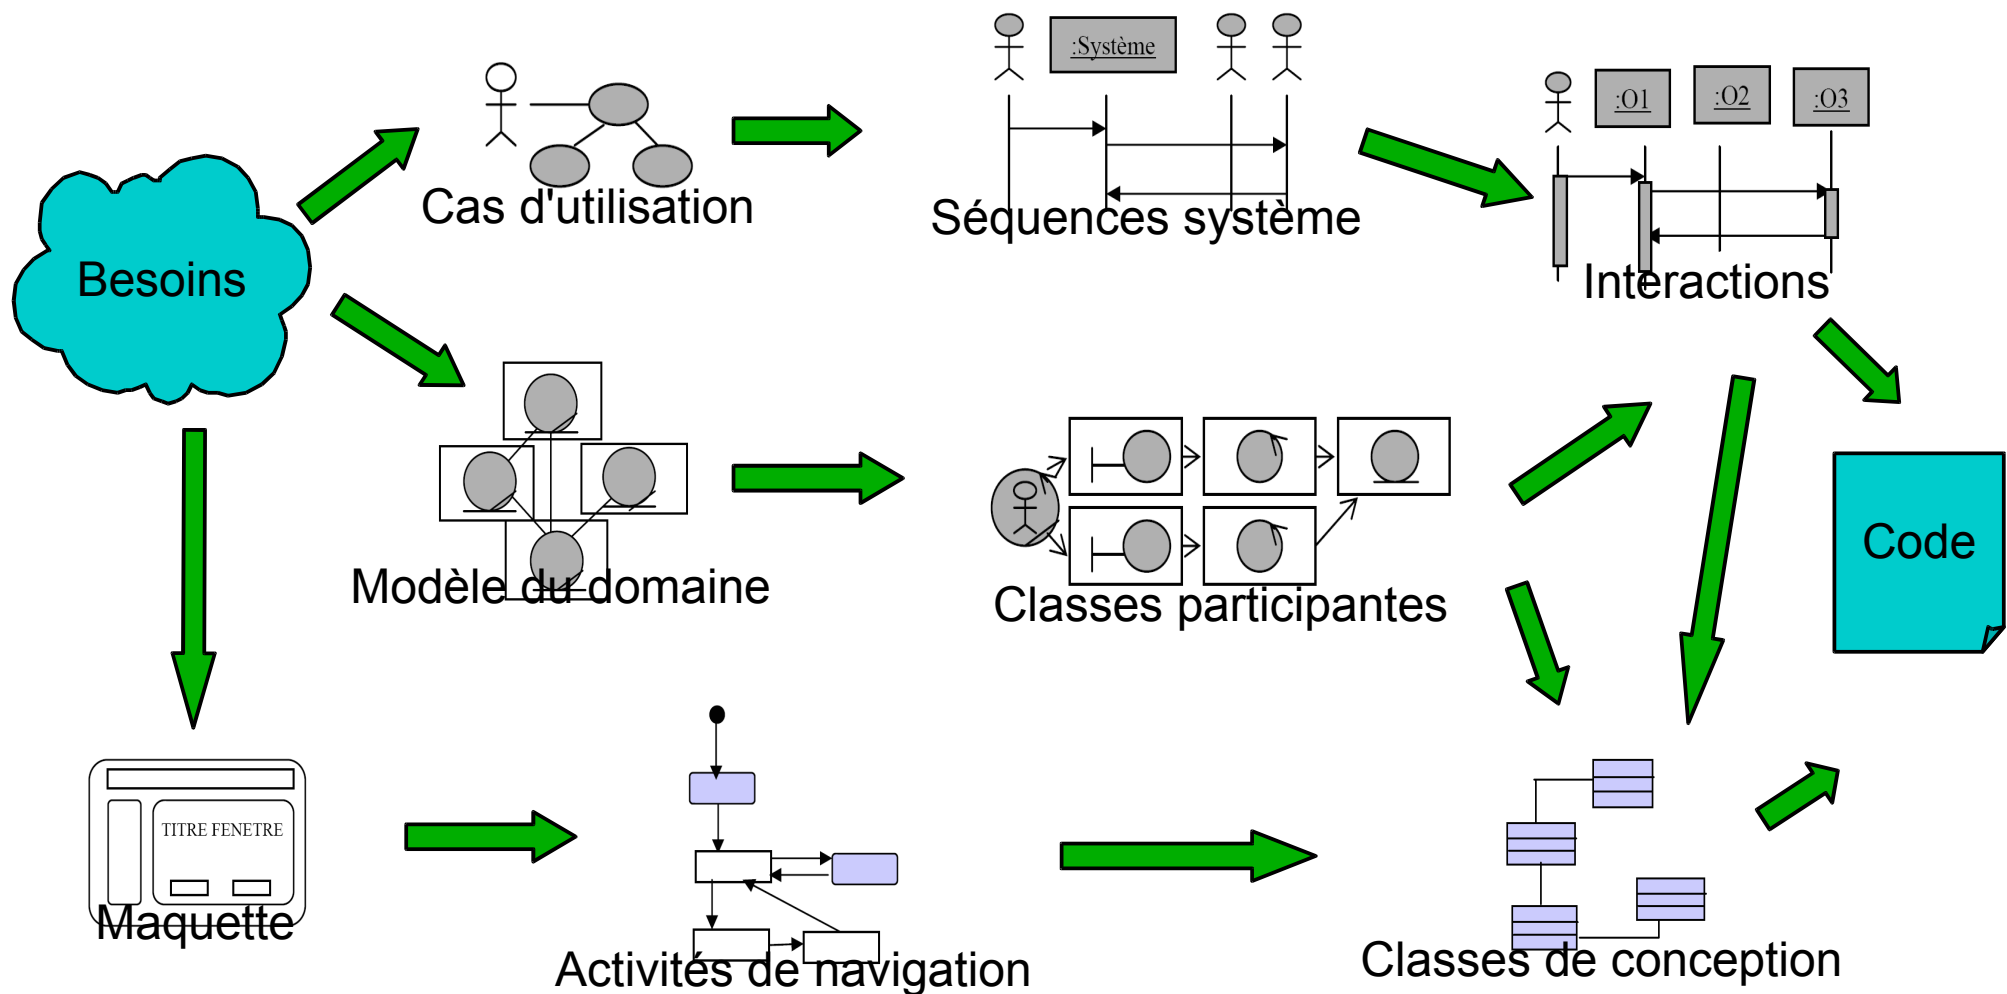 :Système
:O1
:O2
:O3
Cas d'utilisation
Séquences système
Besoins
Interactions
Code
Modèle du domaine
Classes participantes
TITRE FENETRE
Maquette
Activités de navigation
Classes de conception